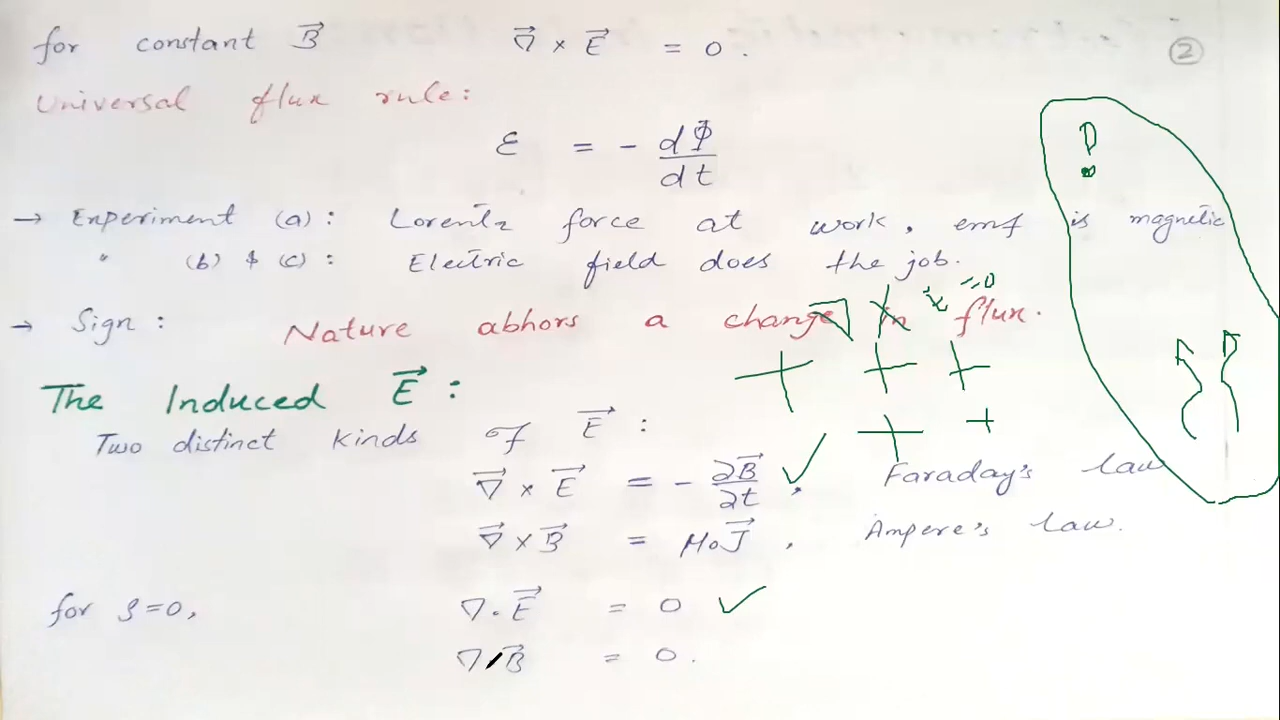 for constant B⃗ ∇⃗ × E⃗ = 0. ②
Universal flux rule:
ℰ = - dΦ/dt
→ Experiment (a): Lorentz force at work, emf is magnetic
" (b) & (c): Electric field does the job.
→ Sign: Nature abhors a change in flux.
The Induced E⃗:
Two distinct kinds of E⃗:
∇⃗ × E⃗ = - ∂B⃗/∂t, Faraday's law
∇⃗ × B⃗ = μ₀J⃗, Ampere's law.
for ρ=0, ∇·E⃗ = 0
∇·B⃗ = 0.